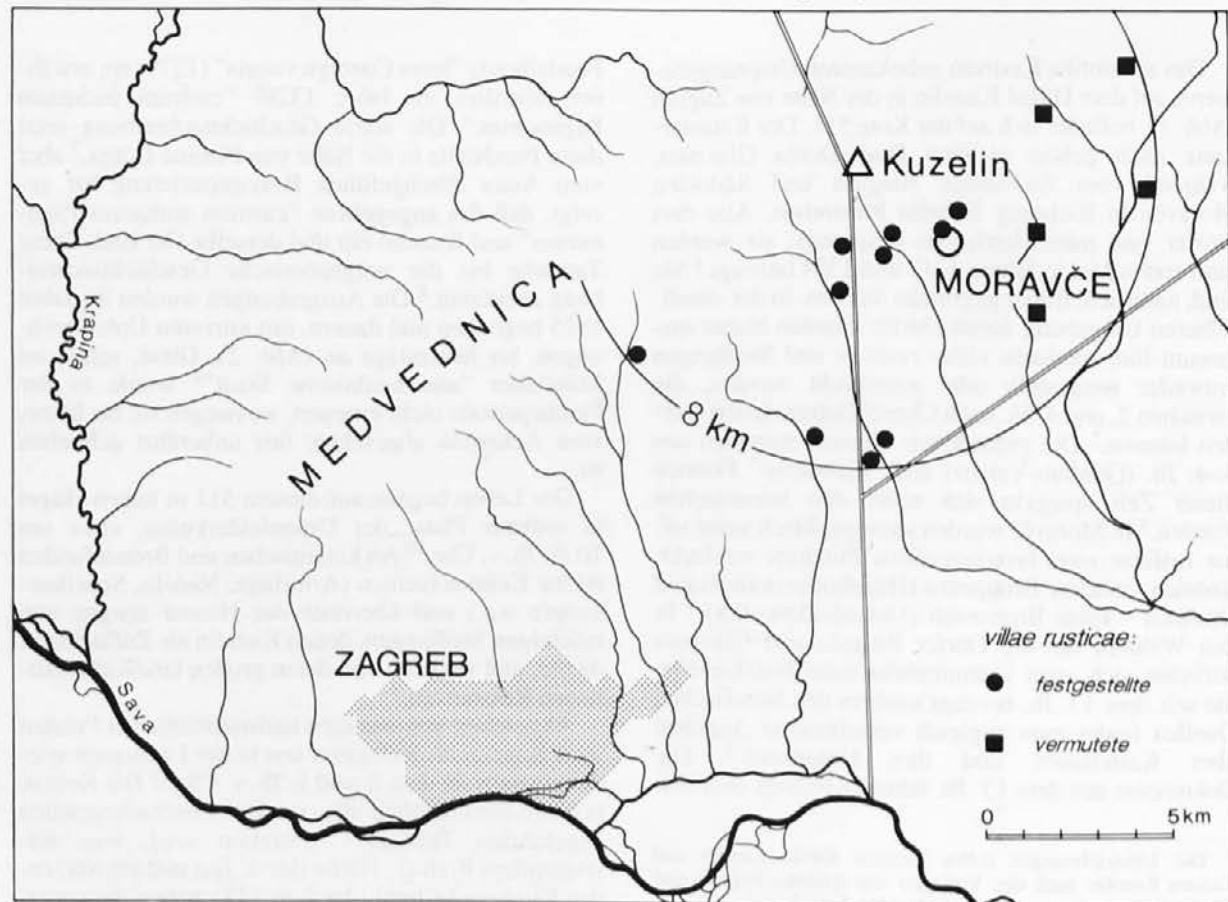 Kuzelin
MORAVČE
MEDVEDNICA
Krapina
8 km
ZAGREB
Sava
villae rusticae:
festgestellte
vermutete
0 5 km